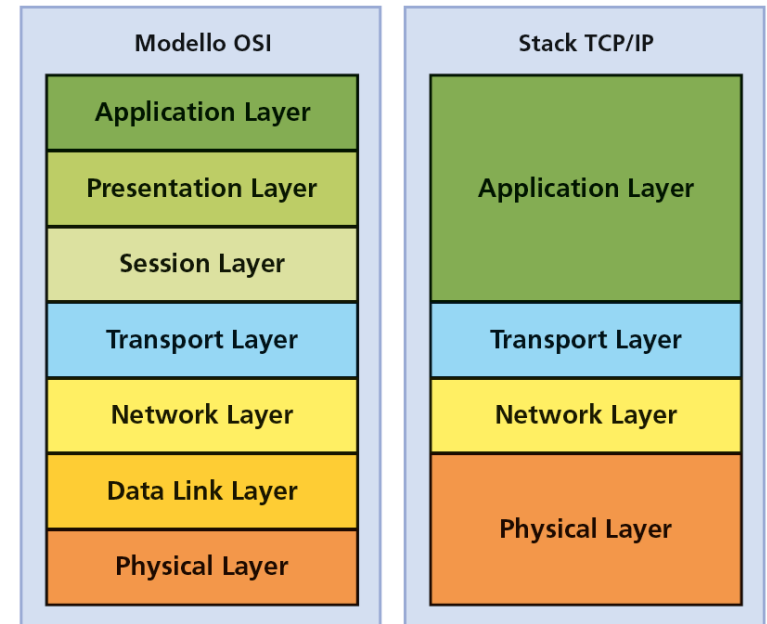 Modello OSI
Application Layer
Presentation Layer
Session Layer
Transport Layer
Network Layer
Data Link Layer
Physical Layer
Stack TCP/IP
Application Layer
Transport Layer
Network Layer
Physical Layer